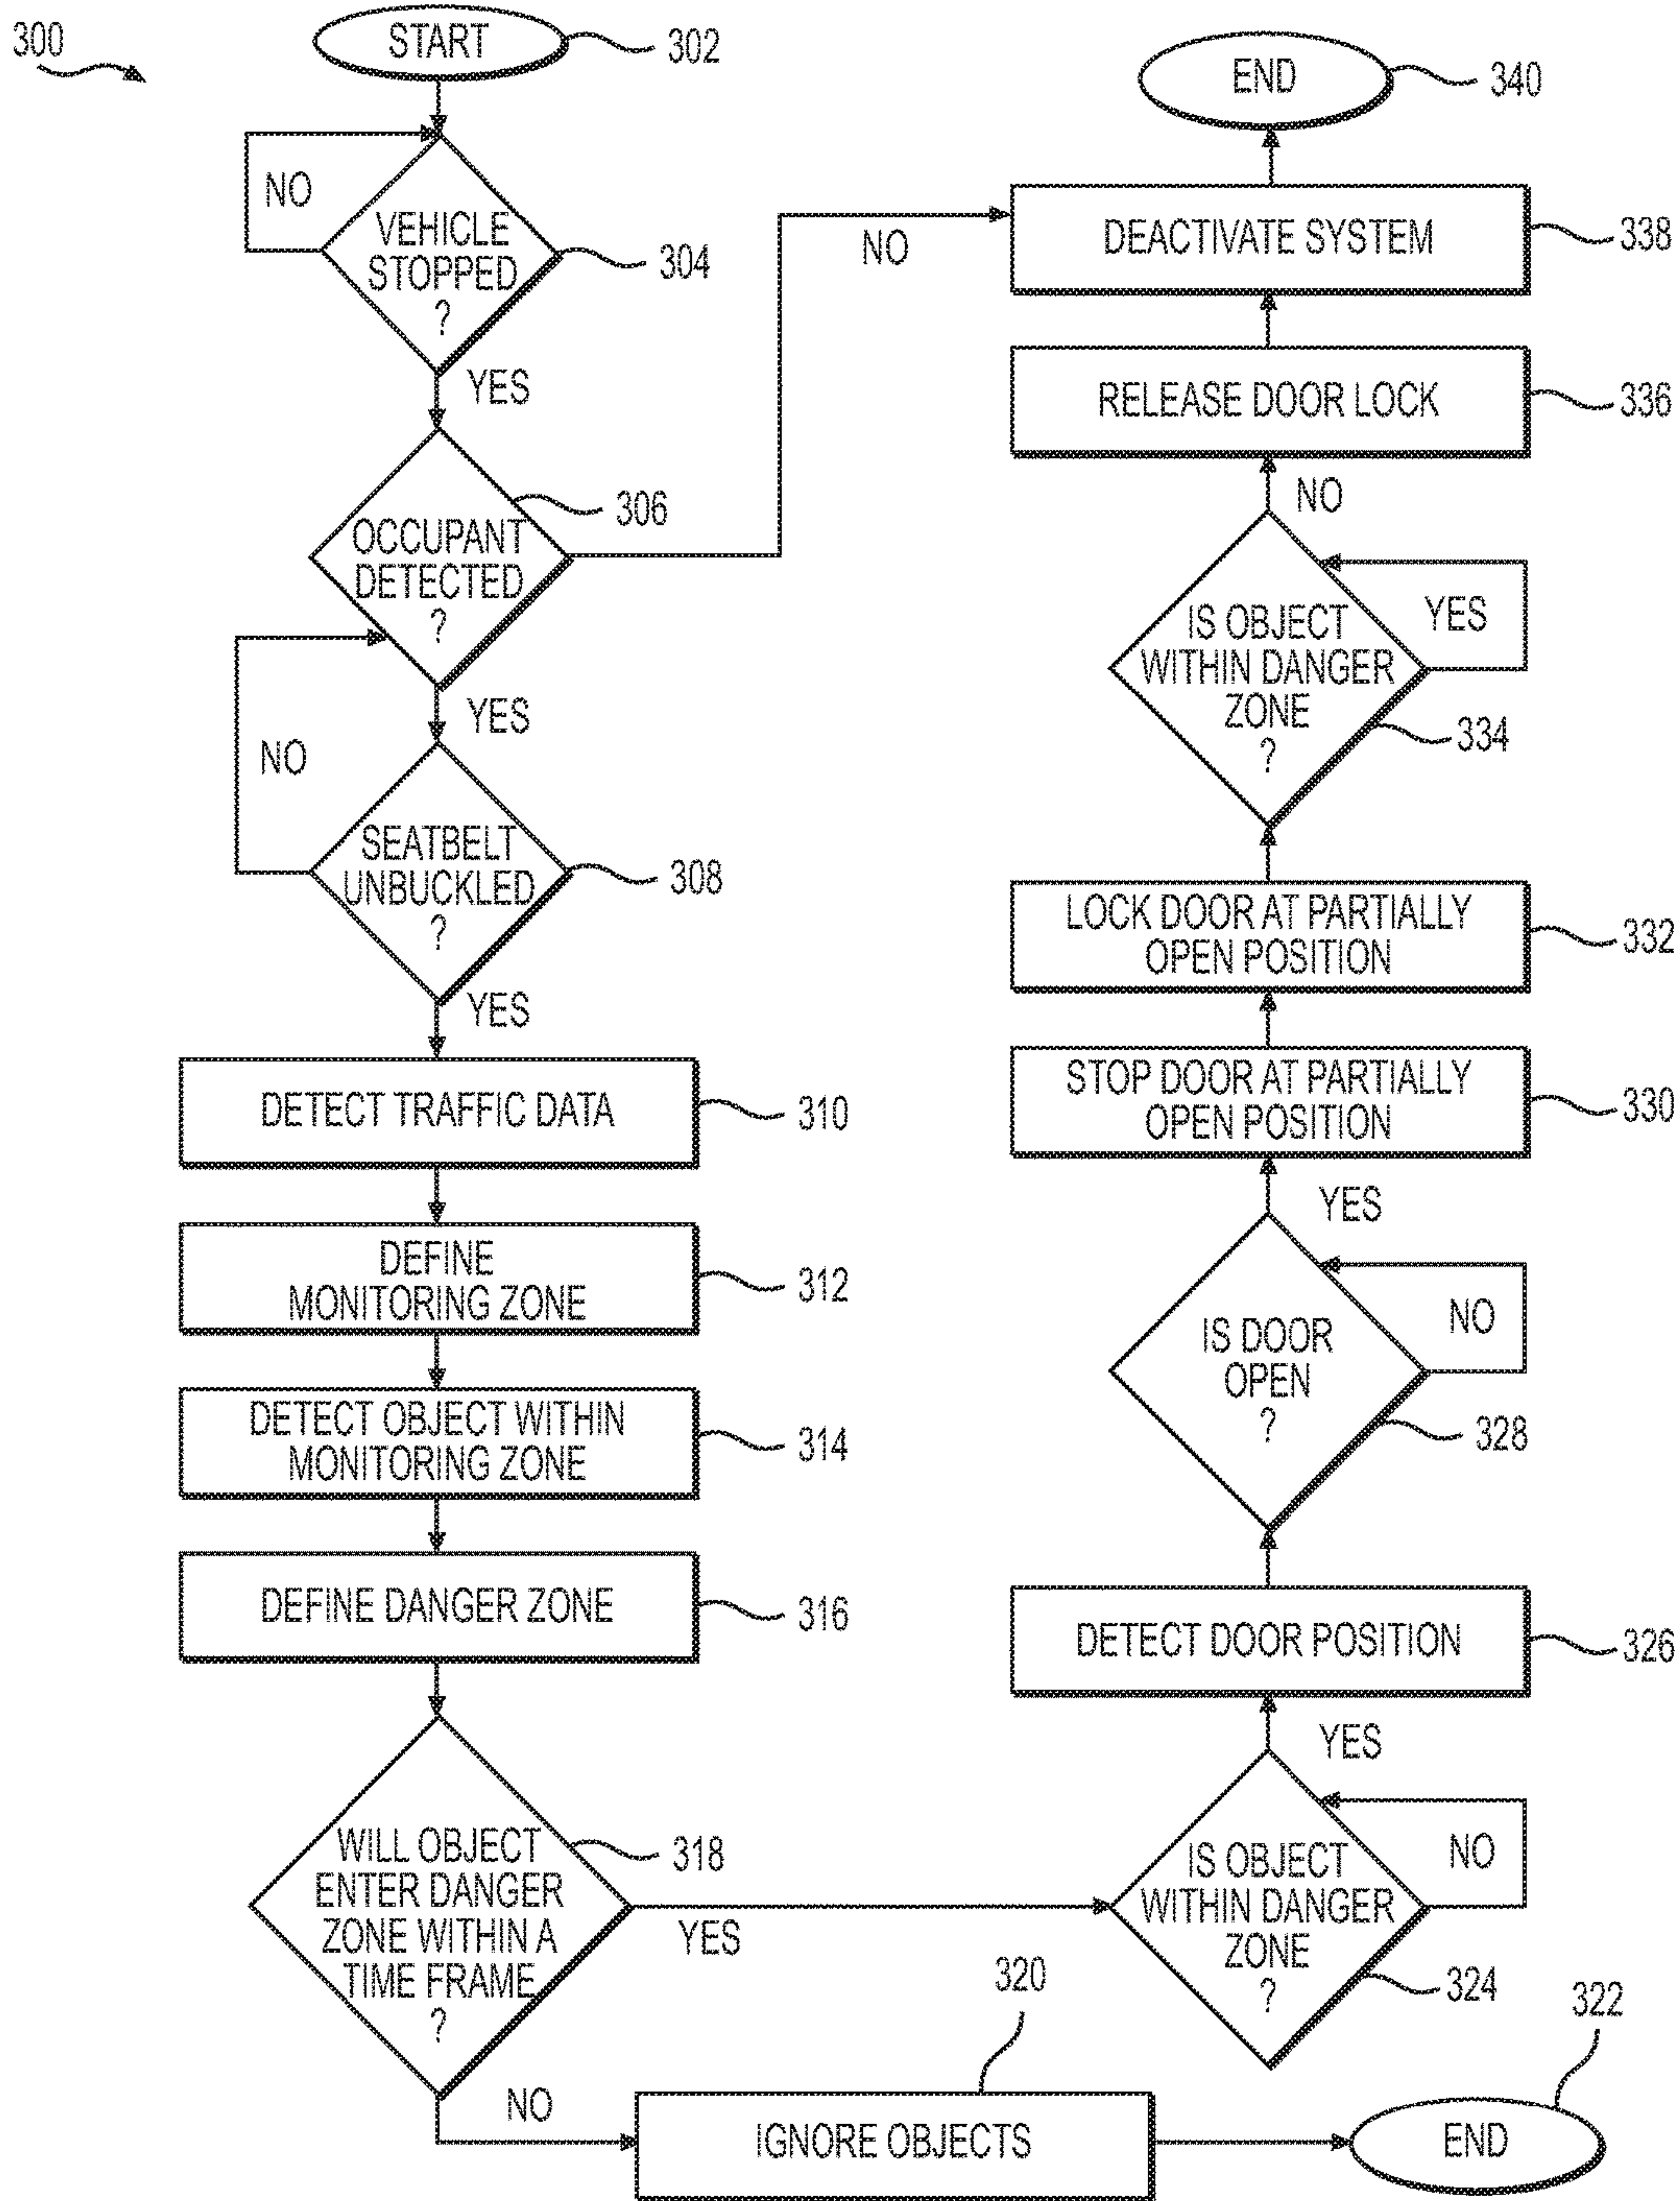 300
START
302
NO
VEHICLE
STOPPED
?
304
YES
OCCUPANT
DETECTED
?
306
NO
YES
NO
SEATBELT
UNBUCKLED
?
308
YES
DETECT TRAFFIC DATA
310
DEFINE
MONITORING ZONE
312
DETECT OBJECT WITHIN
MONITORING ZONE
314
DEFINE DANGER ZONE
316
WILL OBJECT
ENTER DANGER
ZONE WITHIN A
TIME FRAME
?
318
YES
NO
320
IGNORE OBJECTS
322
END
IS OBJECT
WITHIN DANGER
ZONE
?
324
NO
YES
DETECT DOOR POSITION
326
IS DOOR
OPEN
?
328
NO
YES
STOP DOOR AT PARTIALLY
OPEN POSITION
330
LOCK DOOR AT PARTIALLY
OPEN POSITION
332
IS OBJECT
WITHIN DANGER
ZONE
?
334
YES
NO
RELEASE DOOR LOCK
336
DEACTIVATE SYSTEM
338
END
340